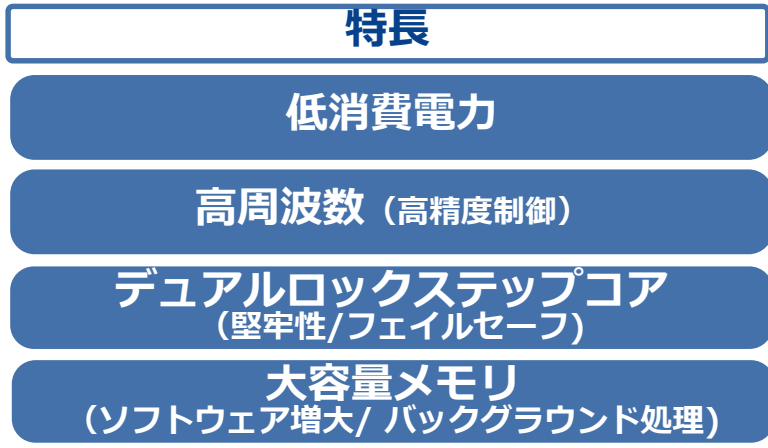 特長
低消費電力
高周波数（高精度制御）
デュアルロックステップコア
（堅牢性/フェイルセーフ)
大容量メモリ
（ソフトウェア増大/ バックグラウンド処理)